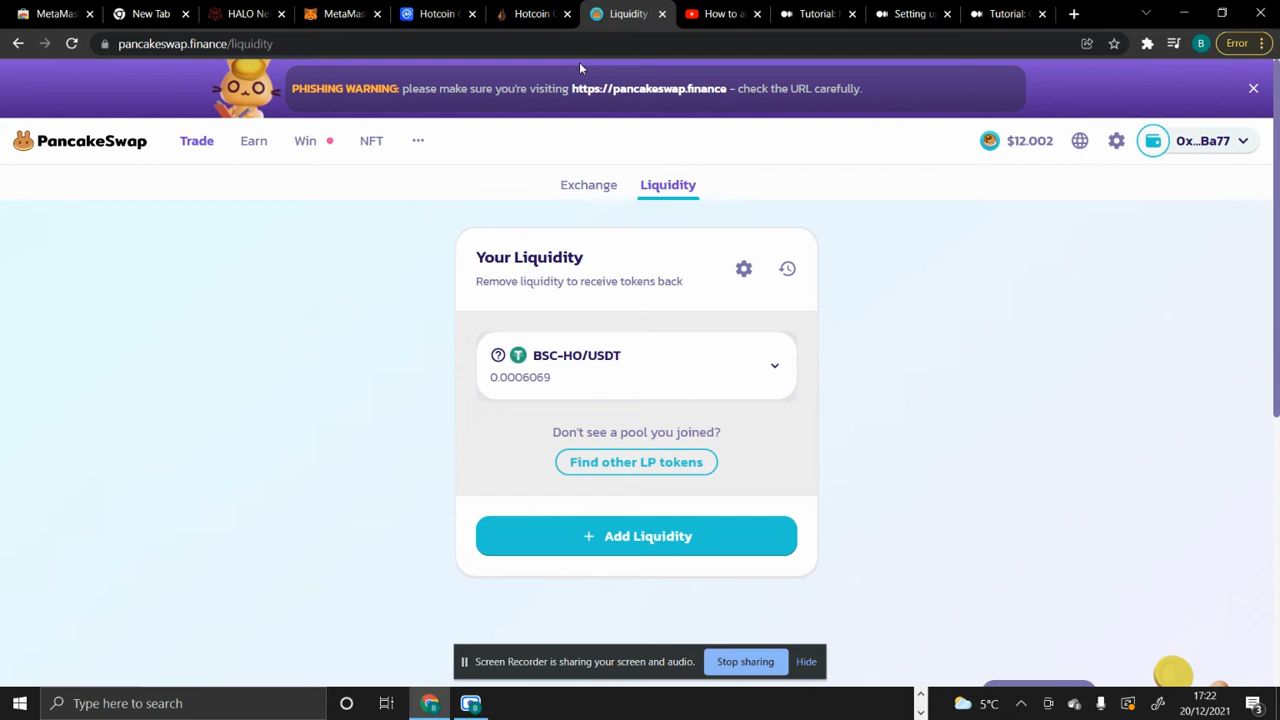 MetaMas
New Tab
HALO Ne
MetaMas
Hotcoin G
Hotcoin G
Liquidity
How to a
Tutorial:
Setting up
Tutorial:
pancakeswap.finance/liquidity
B
Error
PHISHING WARNING: please make sure you're visiting https://pancakeswap.finance - check the URL carefully.
PancakeSwap
Trade
Earn
Win
NFT
$12.002
0x...Ba77
Exchange
Liquidity
Your Liquidity
Remove liquidity to receive tokens back
BSC-HO/USDT
0.0006069
Don't see a pool you joined?
Find other LP tokens
+ Add Liquidity
Screen Recorder is sharing your screen and audio.
Stop sharing
Hide
Type here to search
5°C
17:22
20/12/2021
3